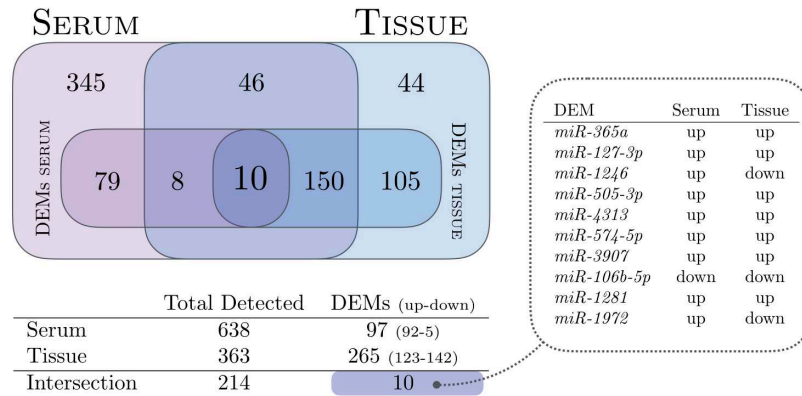 SERUM TISSUE
345 46 44
DEMs SERUM
DEMs TISSUE
79 8 10 150 105
Total Detected DEMs (up-down)
Serum 638 97 (92-5)
Tissue 363 265 (123-142)
Intersection 214 10
DEM Serum Tissue
miR-365a up up
miR-127-3p up up
miR-1246 up down
miR-505-3p up up
miR-4313 up up
miR-574-5p up up
miR-3907 up up
miR-106b-5p down down
miR-1281 up up
miR-1972 up down